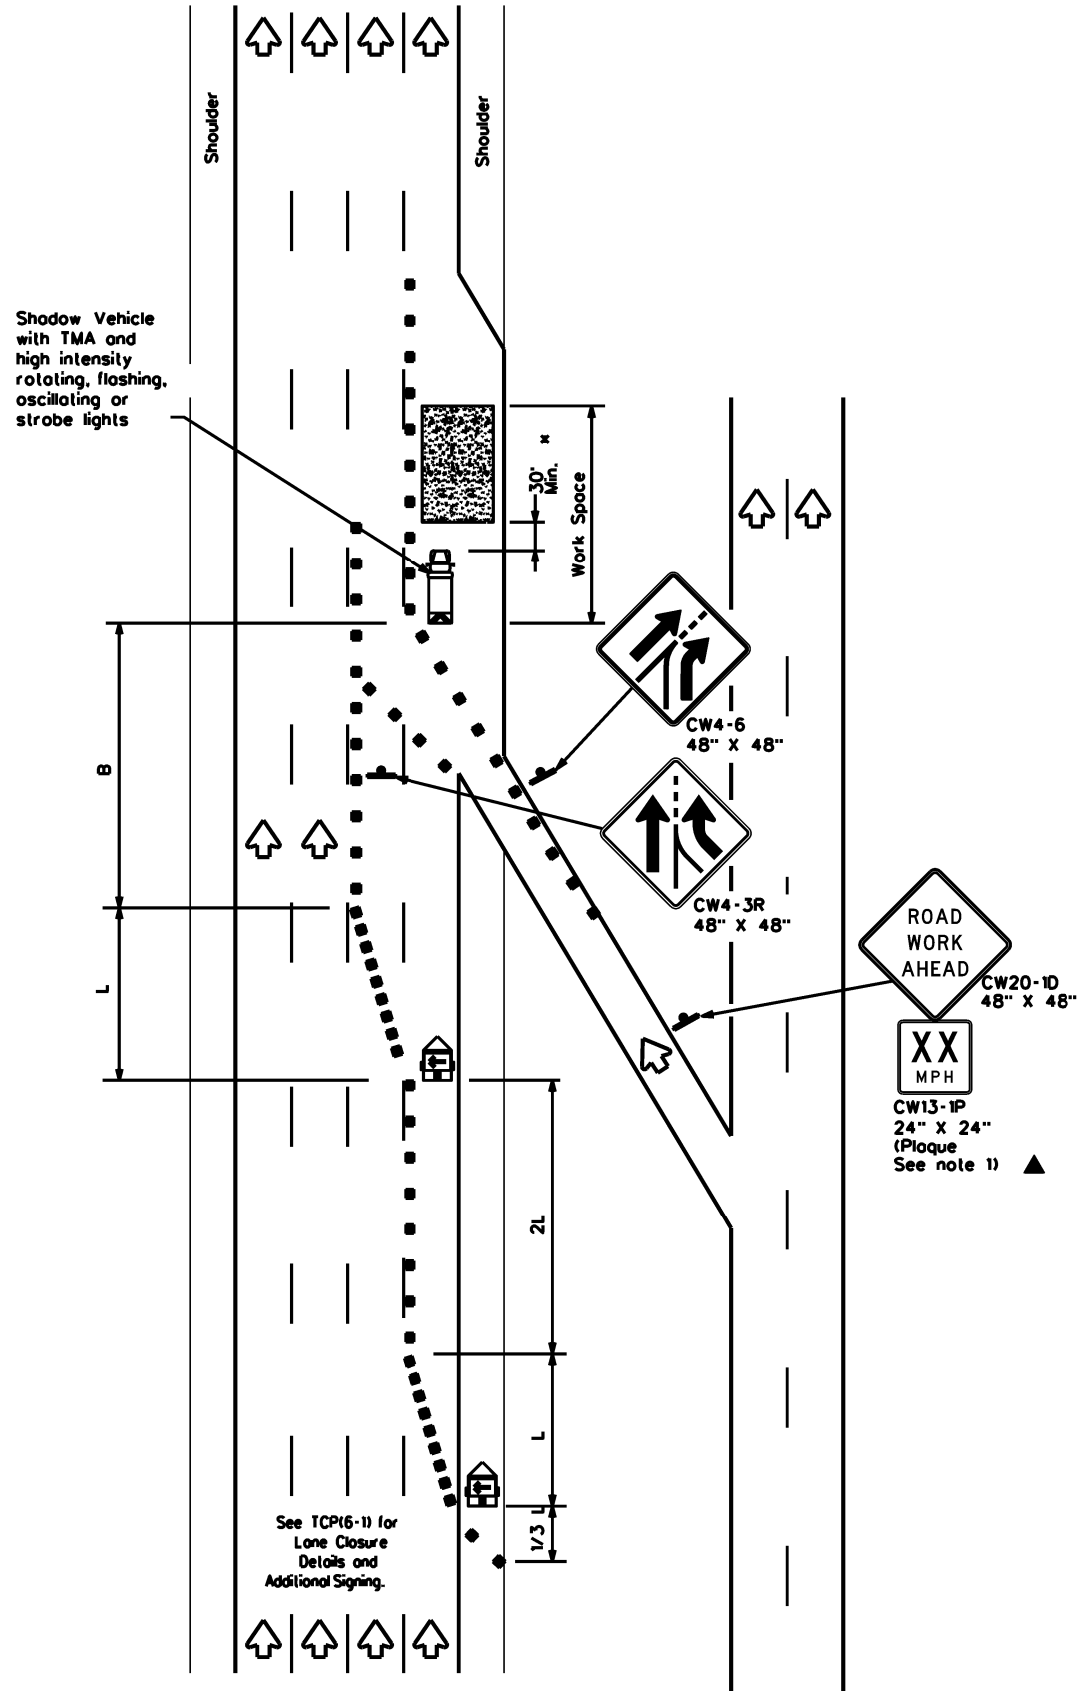 Shoulder
Shoulder
Shadow Vehicle
with TMA and
high intensity
rotating, flashing,
oscillating or
strobe lights
30'
Min.
x
Work Space
CW4-6
48" X 48"
B
CW4-3R
48" X 48"
ROAD
WORK
AHEAD
CW20-1D
48" X 48"
L
XX
MPH
CW13-1P
24" X 24"
(Plaque
See note 1)
2L
L
1/3 L
See TCP(6-1) for
Lane Closure
Details and
Additional Signing.